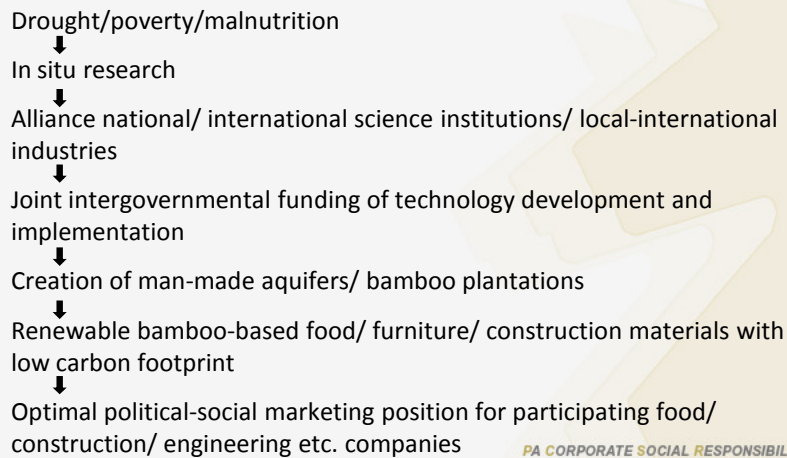 Drought/poverty/malnutrition
In situ research
Alliance national/ international science institutions/ local-international
industries
Joint intergovernmental funding of technology development and
implementation
Creation of man-made aquifers/ bamboo plantations
Renewable bamboo-based food/ furniture/ construction materials with
low carbon footprint
Optimal political-social marketing position for participating food/
construction/ engineering etc. companies
PA CORPORATE SOCIAL RESPONSIBIL